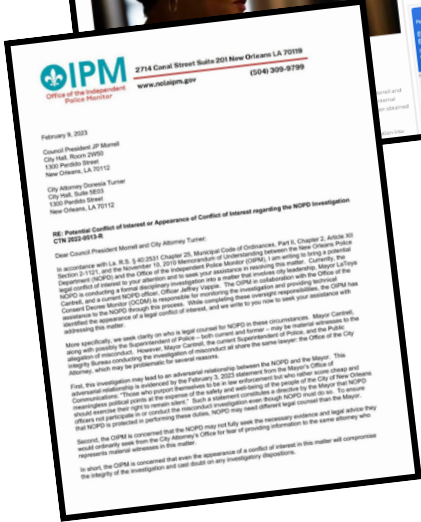 OIPM
Office of the Independent
Police Monitor
2714 Canal Street Suite 201 New Orleans LA 70119
www.nolaipm.gov (504) 309-9799
February 9, 2023
Council President JP Morrell
City Hall, Room 2W50
1300 Perdido Street
New Orleans, LA 70112
City Attorney Donesia Turner
City Hall, Suite 5E03
1300 Perdido Street
New Orleans, LA 70112
RE: Potential Conflict of Interest or Appearance of Conflict of Interest regarding the NOPD Investigation
CTN 2022-0513-R
Dear Council President Morrell and City Attorney Turner:
In accordance with La. R.S. § 40:2531 Chapter 25, Municipal Code of Ordinances, Part II, Chapter 2, Article XII
Section 2-1121, and the November 10, 2010 Memorandum of Understanding between the New Orleans Police
Department (NOPD) and the Office of the Independent Police Monitor (OIPM), I am writing to bring a potential
legal conflict of interest to your attention and to seek your assistance in resolving this matter. Currently, the
NOPD is conducting a formal disciplinary investigation into a matter that involves city leadership, Mayor LaToya
Cantrell, and a current NOPD officer, Officer Jeffrey Vappie. The OIPM in collaboration with the Office of the
Consent Decree Monitor (OCDM) is responsible for monitoring the investigation and providing technical
assistance to the NOPD through this process. While completing these oversight responsibilities, the OIPM has
identified the appearance of a legal conflict of interest, and we write to you now to seek your assistance with
addressing this matter.
More specifically, we seek clarity on who is legal counsel for NOPD in these circumstances. Mayor Cantrell,
along with possibly the Superintendent of Police – both current and former – may be material witnesses to the
allegation of misconduct. However, Mayor Cantrell, the current Superintendent of Police, and the Public
Integrity Bureau conducting the investigation of misconduct all share the same lawyer: the Office of the City
Attorney, which may be problematic for several reasons.
First, this investigation may lead to an adversarial relationship between the NOPD and the Mayor. This
adversarial relationship is evidenced by the February 3, 2023 statement from the Mayor's Office of
Communications: "Those who purport themselves to be in law enforcement but who rather score cheap and
meaningless political points at the expense of the safety and well-being of the people of the City of New Orleans
should exercise their right to remain silent." Such a statement constitutes a directive by the Mayor that NOPD
officers not participate in or conduct the misconduct investigation even though NOPD must do so. To ensure
that NOPD is protected in performing these duties, NOPD may need different legal counsel than the Mayor.
Second, the OIPM is concerned that the NOPD may not fully seek the necessary evidence and legal advice they
would ordinarily seek from the City Attorney's Office for fear of providing information to the same attorney who
represents material witnesses in this matter.
In short, the OIPM is concerned that even the appearance of a conflict of interest in this matter will compromise
the integrity of the investigation and cast doubt on any investigatory dispositions.